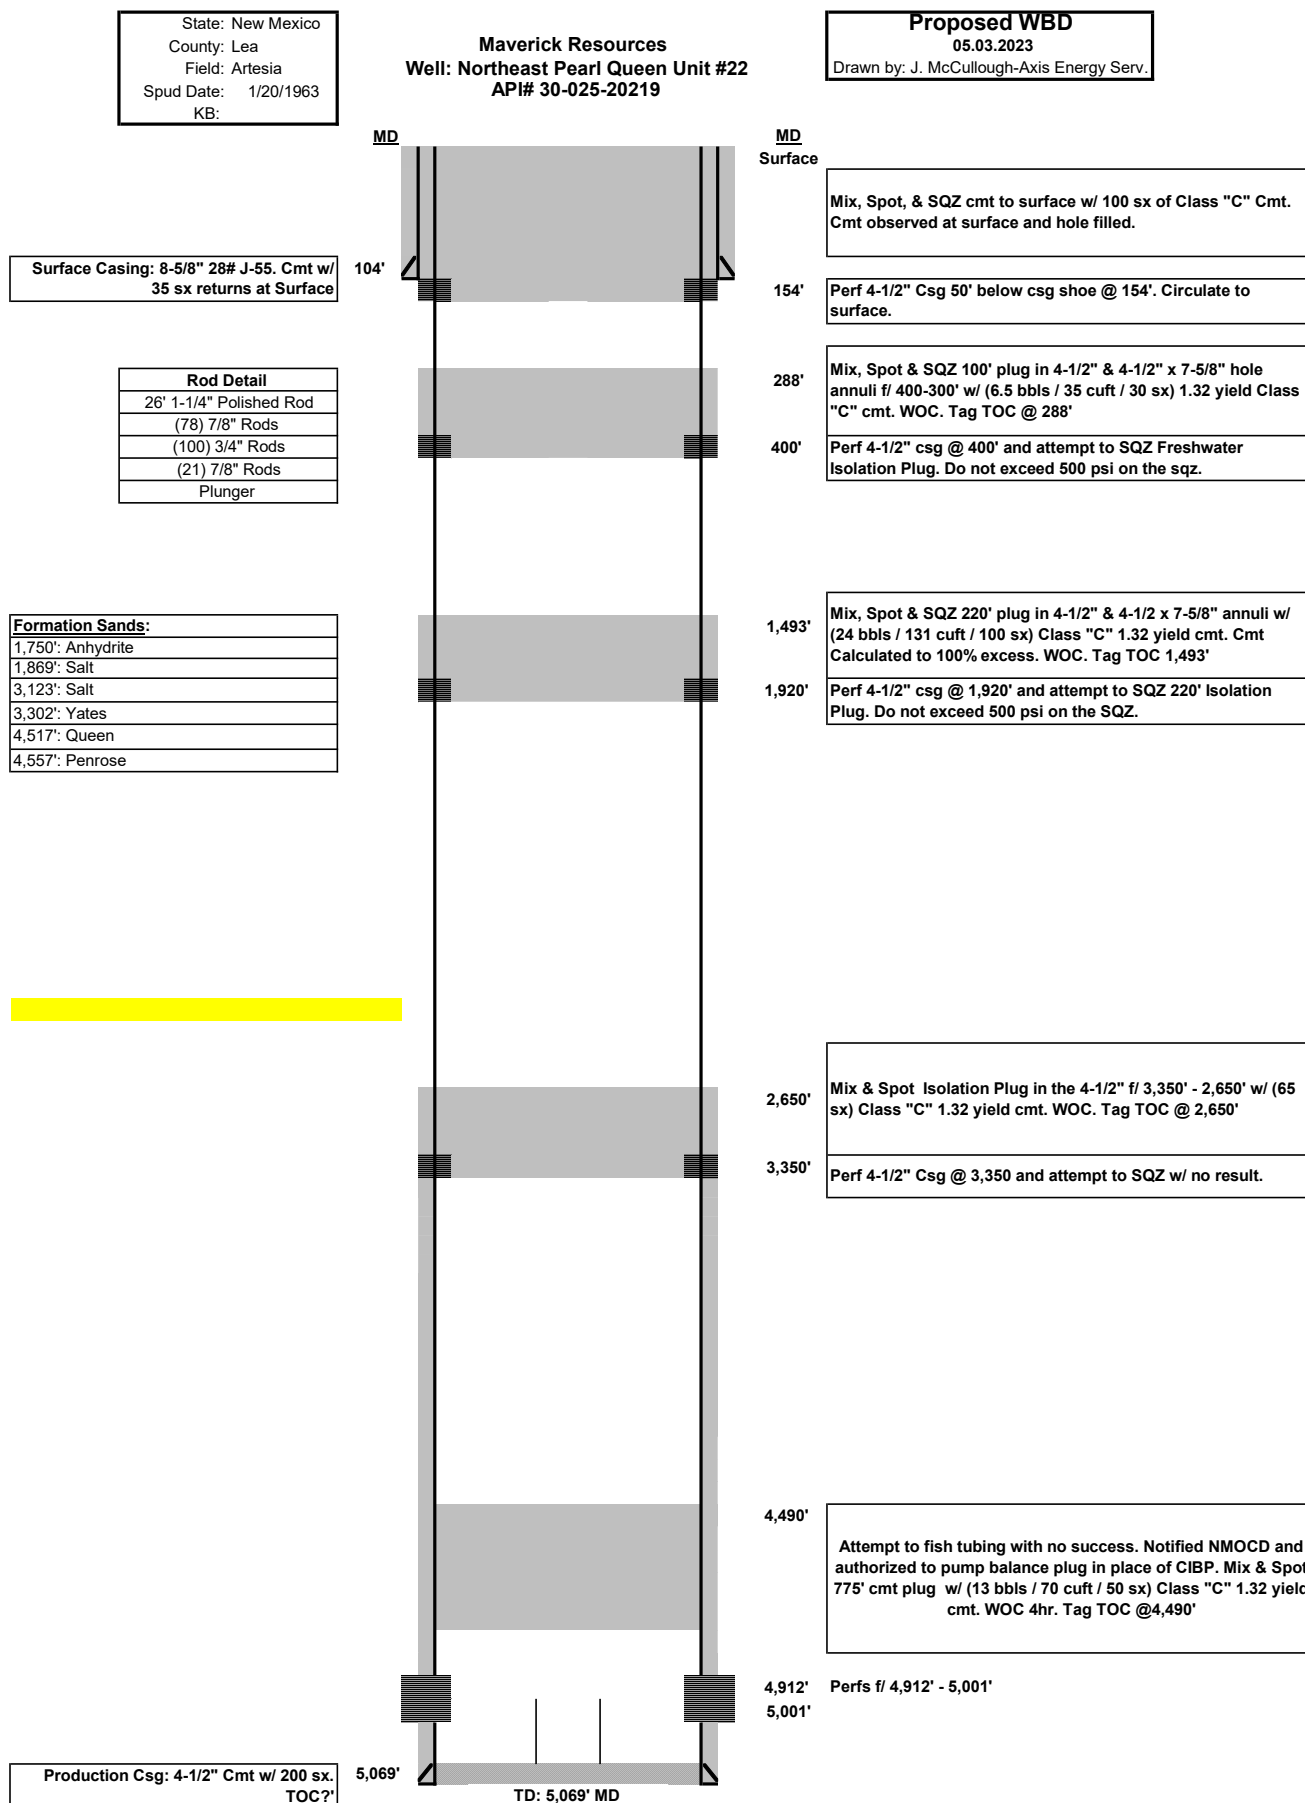 State: New Mexico
County: Lea
Field: Artesia
Spud Date: 1/20/1963
KB:
Maverick Resources
Well: Northeast Pearl Queen Unit #22
API# 30-025-20219
Proposed WBD
05.03.2023
Drawn by: J. McCullough-Axis Energy Serv.
MD
MD
Surface
Mix, Spot, & SQZ cmt to surface w/ 100 sx of Class "C" Cmt.
Cmt observed at surface and hole filled.
Surface Casing: 8-5/8" 28# J-55. Cmt w/
35 sx returns at Surface
104'
154'
Perf 4-1/2" Csg 50' below csg shoe @ 154'. Circulate to
surface.
Rod Detail
26' 1-1/4" Polished Rod
(78) 7/8" Rods
(100) 3/4" Rods
(21) 7/8" Rods
Plunger
288'
Mix, Spot & SQZ 100' plug in 4-1/2" & 4-1/2" x 7-5/8" hole
annuli f/ 400-300' w/ (6.5 bbls / 35 cuft / 30 sx) 1.32 yield Class
"C" cmt. WOC. Tag TOC @ 288'
400'
Perf 4-1/2" csg @ 400' and attempt to SQZ Freshwater
Isolation Plug. Do not exceed 500 psi on the sqz.
Formation Sands:
1,750': Anhydrite
1,869': Salt
3,123': Salt
3,302': Yates
4,517': Queen
4,557': Penrose
1,493'
Mix, Spot & SQZ 220' plug in 4-1/2" & 4-1/2 x 7-5/8" annuli w/
(24 bbls / 131 cuft / 100 sx) Class "C" 1.32 yield cmt. Cmt
Calculated to 100% excess. WOC. Tag TOC 1,493'
1,920'
Perf 4-1/2" csg @ 1,920' and attempt to SQZ 220' Isolation
Plug. Do not exceed 500 psi on the SQZ.
2,650'
Mix & Spot Isolation Plug in the 4-1/2" f/ 3,350' - 2,650' w/ (65
sx) Class "C" 1.32 yield cmt. WOC. Tag TOC @ 2,650'
3,350'
Perf 4-1/2" Csg @ 3,350 and attempt to SQZ w/ no result.
4,490'
Attempt to fish tubing with no success. Notified NMOCD and
authorized to pump balance plug in place of CIBP. Mix & Spot
775' cmt plug w/ (13 bbls / 70 cuft / 50 sx) Class "C" 1.32 yield
cmt. WOC 4hr. Tag TOC @4,490'
4,912'
Perfs f/ 4,912' - 5,001'
5,001'
Production Csg: 4-1/2" Cmt w/ 200 sx.
TOC?'
5,069'
TD: 5,069' MD